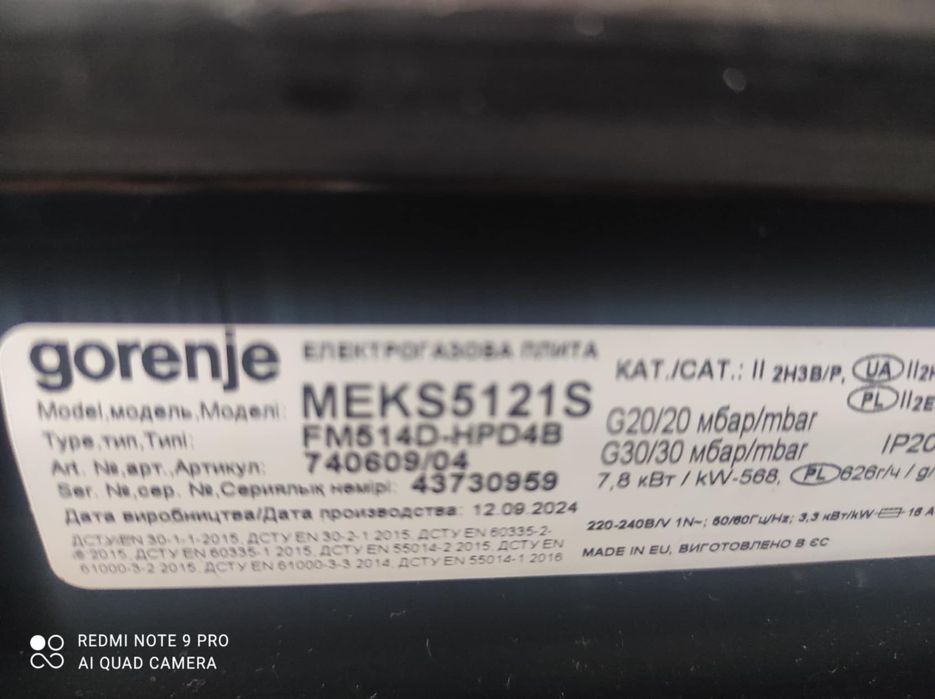 gorenje
ЕЛЕКТРОГАЗОВА ПЛИТА
Model,модель,Моделі: MEKS5121S
Type,тип,Типі: FM514D-HPD4B
Art. №,арт.,Артикул: 740609/04
Ser. №,сер. №,Сериялық немірі: 43730959
Дата виробництва/Дата производства: 12.09.2024
ДСТУ EN 30-1-1-2015, ДСТУ EN 30-2-1 2015, ДСТУ EN 60335-2-
6 2015, ДСТУ EN 60335-1 2015, ДСТУ EN 55014-2 2015, ДСТУ EN
61000-3-2 2015, ДСТУ EN 61000-3-3 2014, ДСТУ EN 55014-1 2016
КАТ./CAT.: II 2H3B/P, UA II2H
PL II2E
G20/20 мбар/mbar
G30/30 мбар/mbar IP20
7,8 кВт / kW-568, PL 626г/ч / g/
220-240В/V 1N~; 50/60Гц/Hz; 3,3 кВт/kW 16 A
MADE IN EU, ВИГОТОВЛЕНО В ЄС
REDMI NOTE 9 PRO
AI QUAD CAMERA